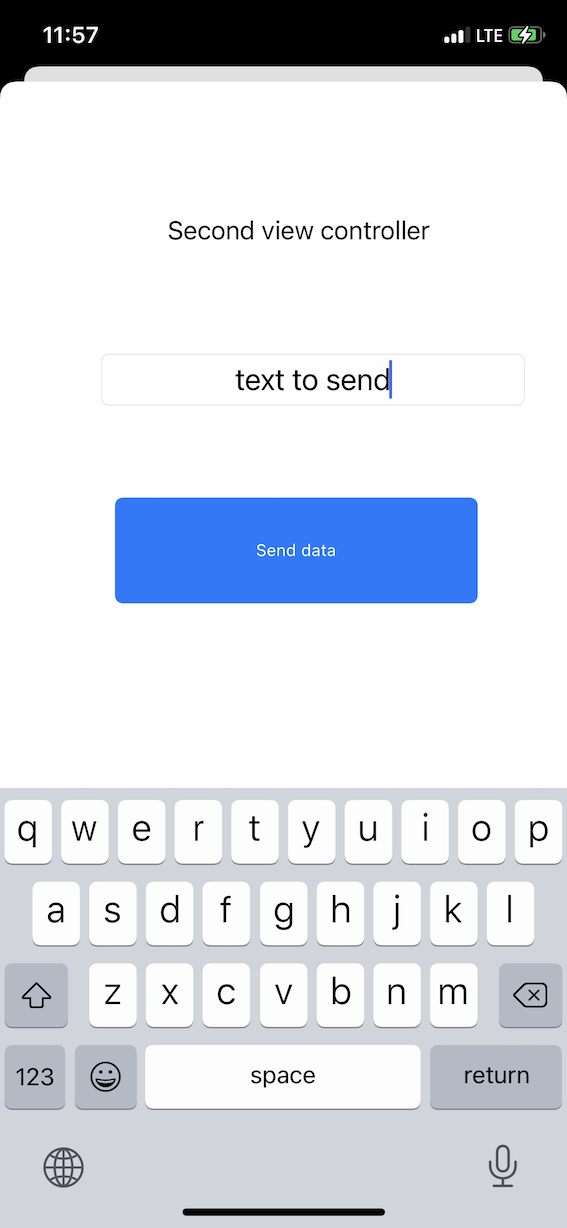 11:57 LTE
Second view controller
text to send
Send data
q w e r t y u i o p
a s d f g h j k l
z x c v b n m
123 space return